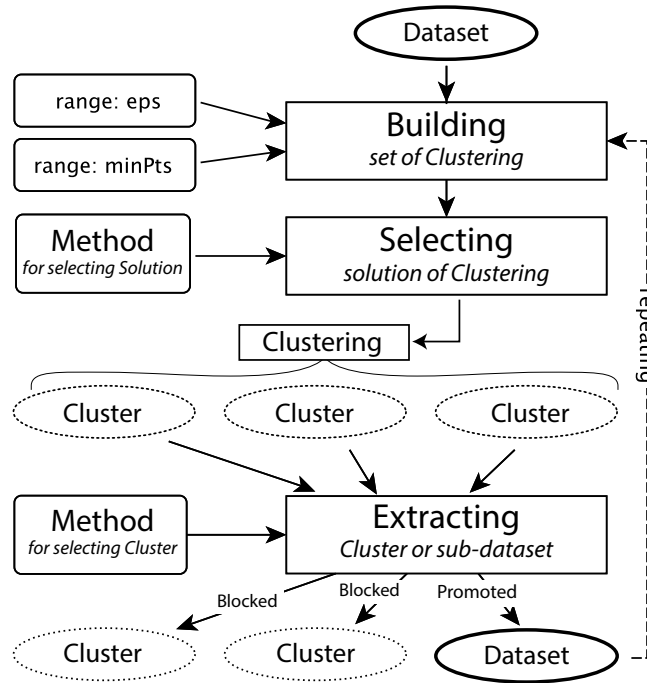 Dataset
range: eps
Building
set of Clustering
range: minPts
Method
for selecting Solution
Selecting
solution of Clustering
repeating
Clustering
Cluster
Cluster
Cluster
Method
for selecting Cluster
Extracting
Cluster or sub-dataset
Blocked
Blocked
Promoted
Cluster
Cluster
Dataset